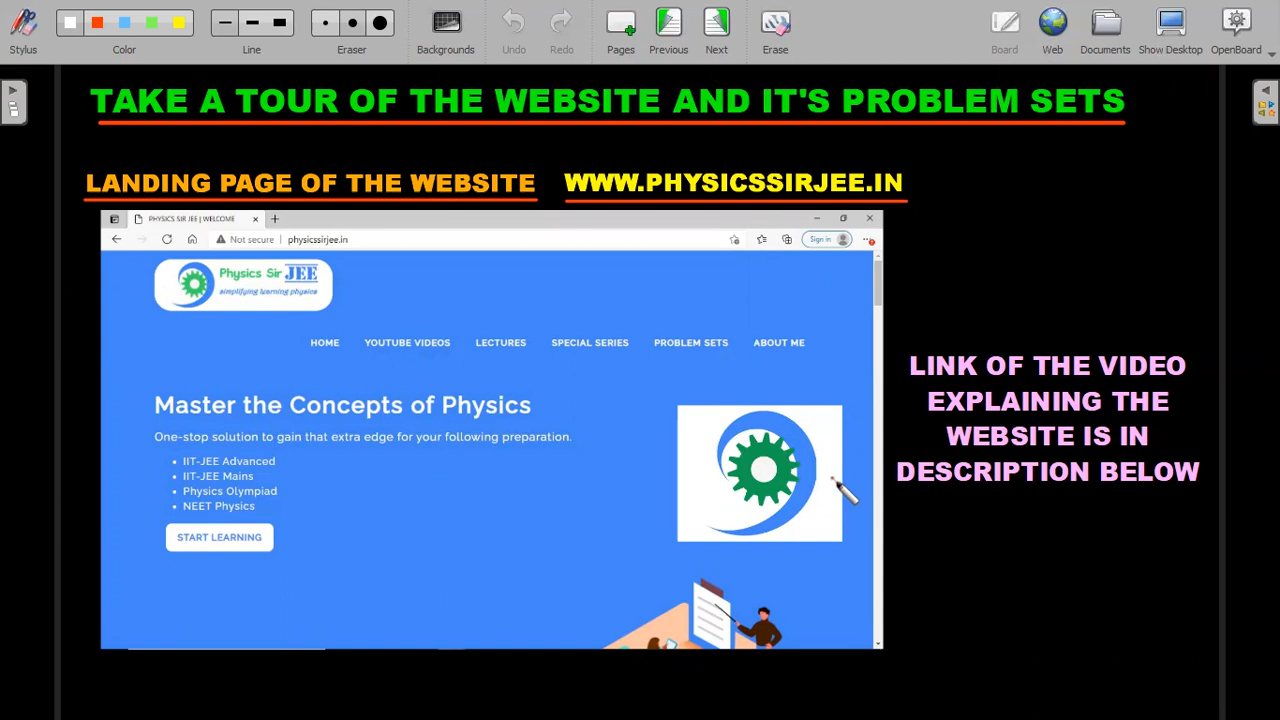 Stylus
Color
Line
Eraser
Backgrounds
Undo
Redo
Pages
Previous
Next
Erase
Board
Web
Documents
Show Desktop
OpenBoard
TAKE A TOUR OF THE WEBSITE AND IT'S PROBLEM SETS
LANDING PAGE OF THE WEBSITE
WWW.PHYSICSSIRJEE.IN
PHYSICS SIR JEE | WELCOME
Not secure | physicssirjee.in
Sign in
Physics Sir JEE
simplifying learning physics
HOME
YOUTUBE VIDEOS
LECTURES
SPECIAL SERIES
PROBLEM SETS
ABOUT ME
Master the Concepts of Physics
One-stop solution to gain that extra edge for your following preparation.
IIT-JEE Advanced
IIT-JEE Mains
Physics Olympiad
NEET Physics
START LEARNING
LINK OF THE VIDEO
EXPLAINING THE
WEBSITE IS IN
DESCRIPTION BELOW